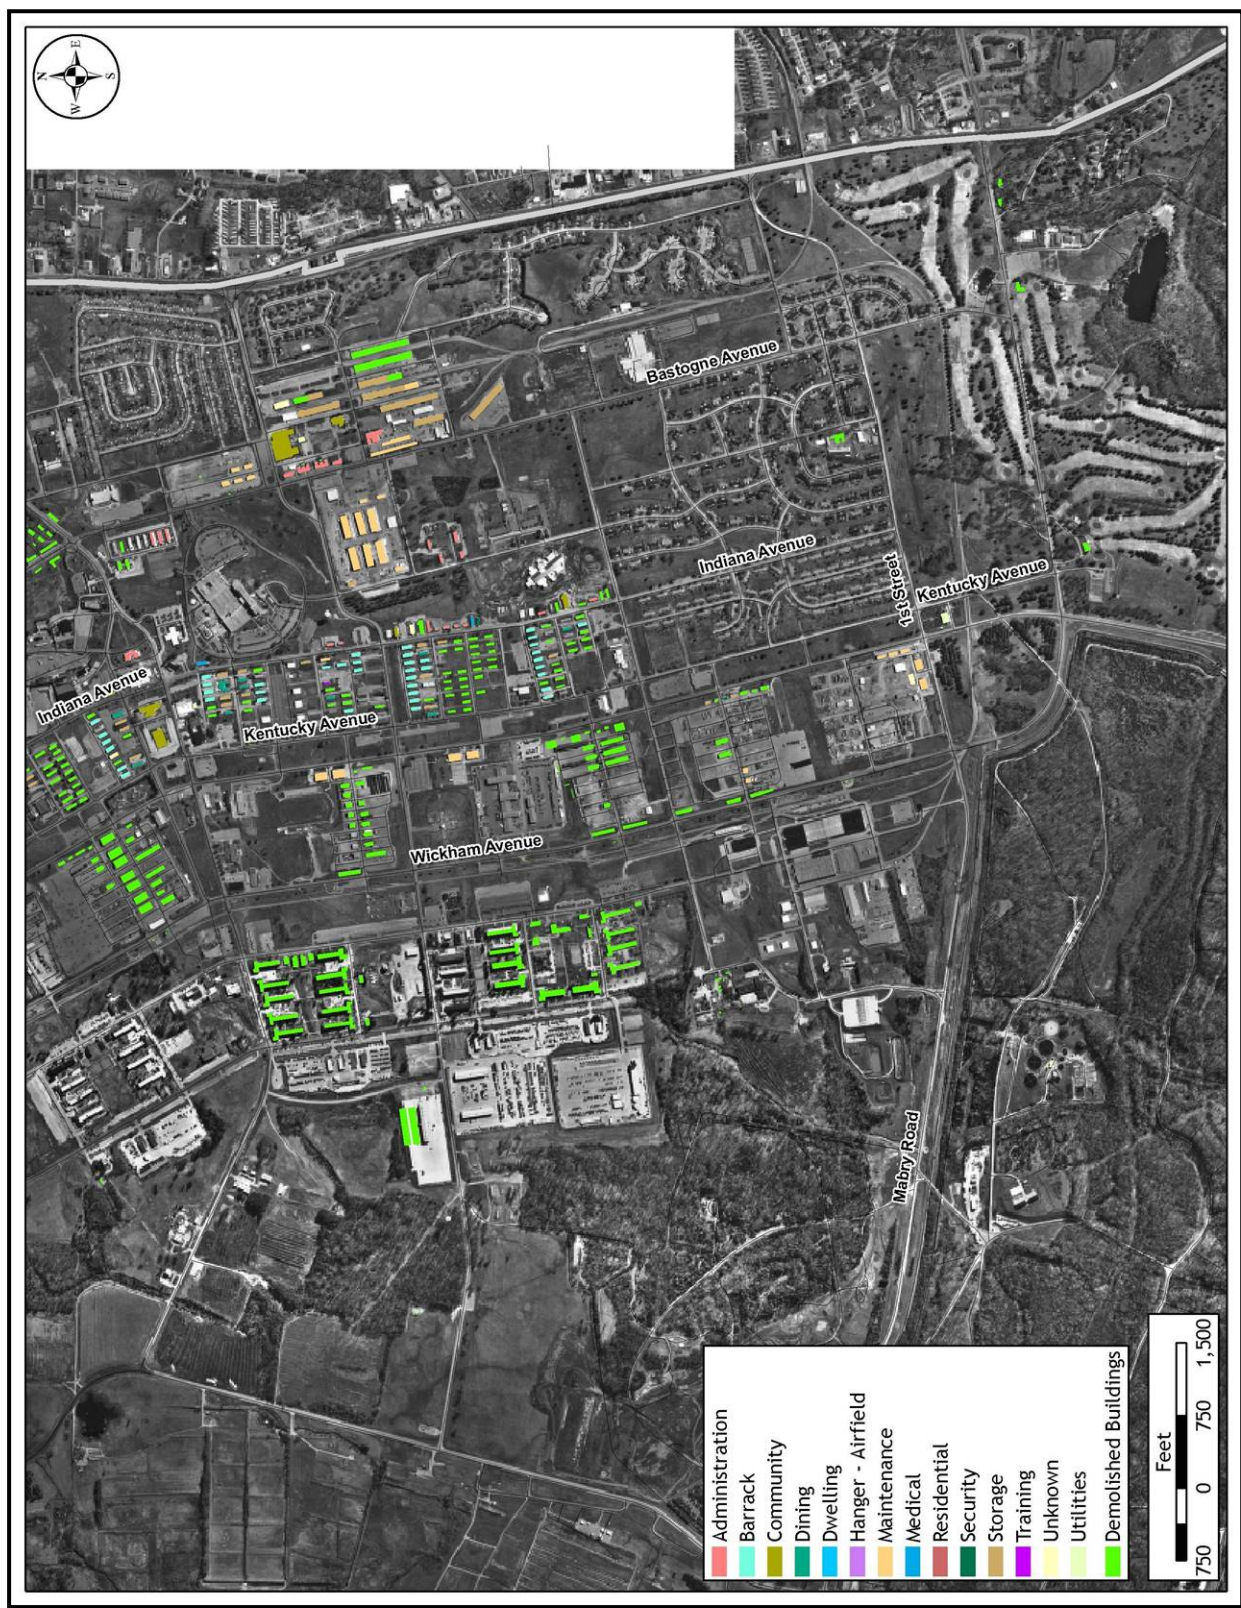 N
E
S
W
Bastogne Avenue
Indiana Avenue
1st Street
Kentucky Avenue
Indiana Avenue
Kentucky Avenue
Wickham Avenue
Mabry Road
Administration
Barrack
Community
Dining
Dwelling
Hanger - Airfield
Maintenance
Medical
Residential
Security
Storage
Training
Unknown
Utilities
Demolished Buildings
Feet
750 0 750 1,500